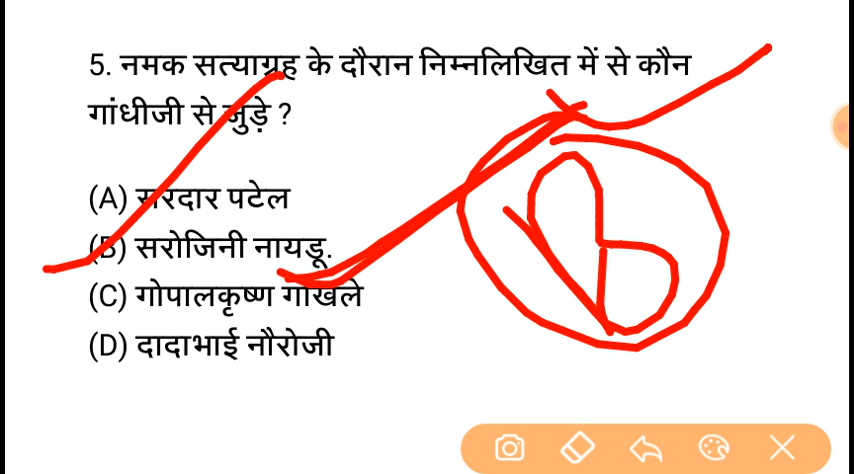 5. नमक सत्याग्रह के दौरान निम्नलिखित में से कौन
गांधीजी से जुड़े ?
(A) सरदार पटेल
(B) सरोजिनी नायडू.
(C) गोपालकृष्ण गोखले
(D) दादाभाई नौरोजी